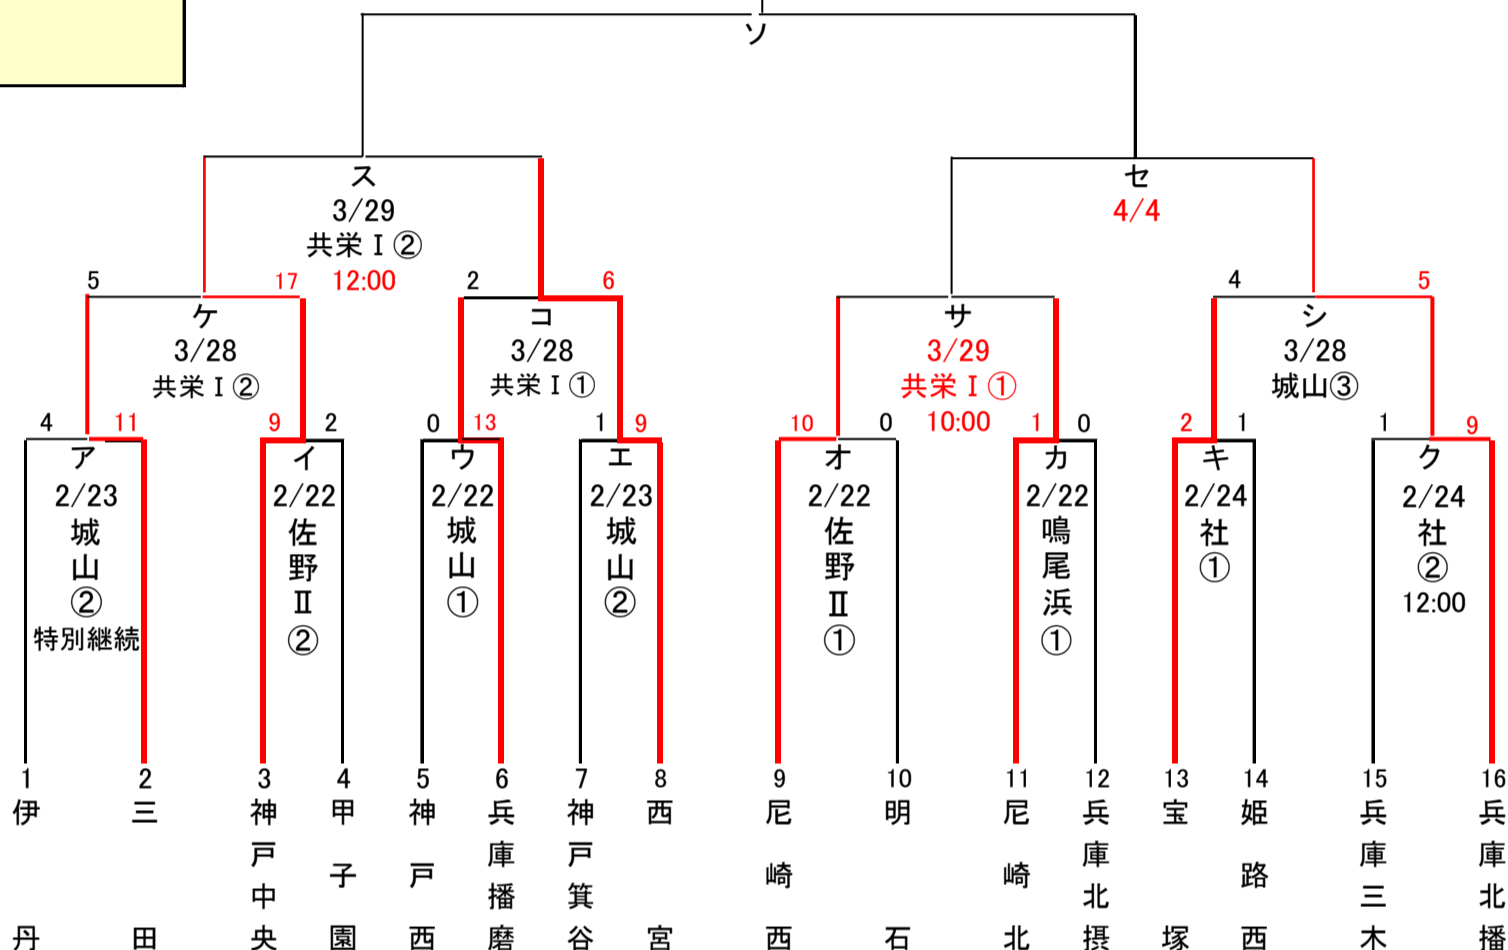 ソ
ス
3/29
共栄Ⅰ②
12:00
セ
4/4
5
17
2
6
4
5
ケ
3/28
共栄Ⅰ②
コ
3/28
共栄Ⅰ①
サ
3/29
共栄Ⅰ①
10:00
シ
3/28
城山③
4
11
9
2
0
13
1
9
10
0
1
0
2
1
1
9
ア
2/23
城山②
特別継続
イ
2/22
佐野Ⅱ②
ウ
2/22
城山①
エ
2/23
城山②
オ
2/22
佐野Ⅱ①
カ
2/22
鳴尾浜①
キ
2/24
社①
ク
2/24
社②
12:00
1
伊丹
2
三田
3
神戸中央
4
甲子園
5
神戸西
6
兵庫播磨
7
神戸箕谷
8
西宮
9
尼崎西
10
明石
11
尼崎北
12
兵庫北摂
13
宝塚
14
姫路西
15
兵庫三木
16
兵庫北播